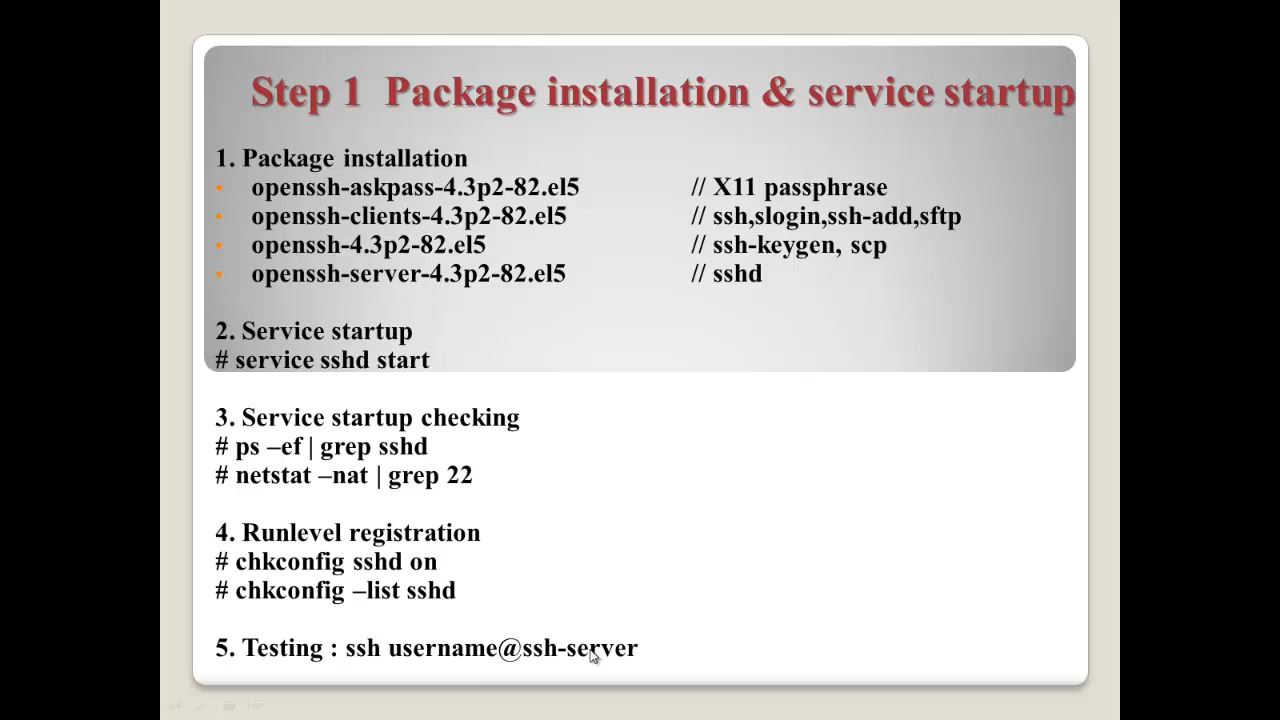 Step 1 Package installation & service startup
1. Package installation
• openssh-askpass-4.3p2-82.el5 // X11 passphrase
• openssh-clients-4.3p2-82.el5 // ssh,slogin,ssh-add,sftp
• openssh-4.3p2-82.el5 // ssh-keygen, scp
• openssh-server-4.3p2-82.el5 // sshd
2. Service startup
# service sshd start
3. Service startup checking
# ps –ef | grep sshd
# netstat –nat | grep 22
4. Runlevel registration
# chkconfig sshd on
# chkconfig –list sshd
5. Testing : ssh username@ssh-server